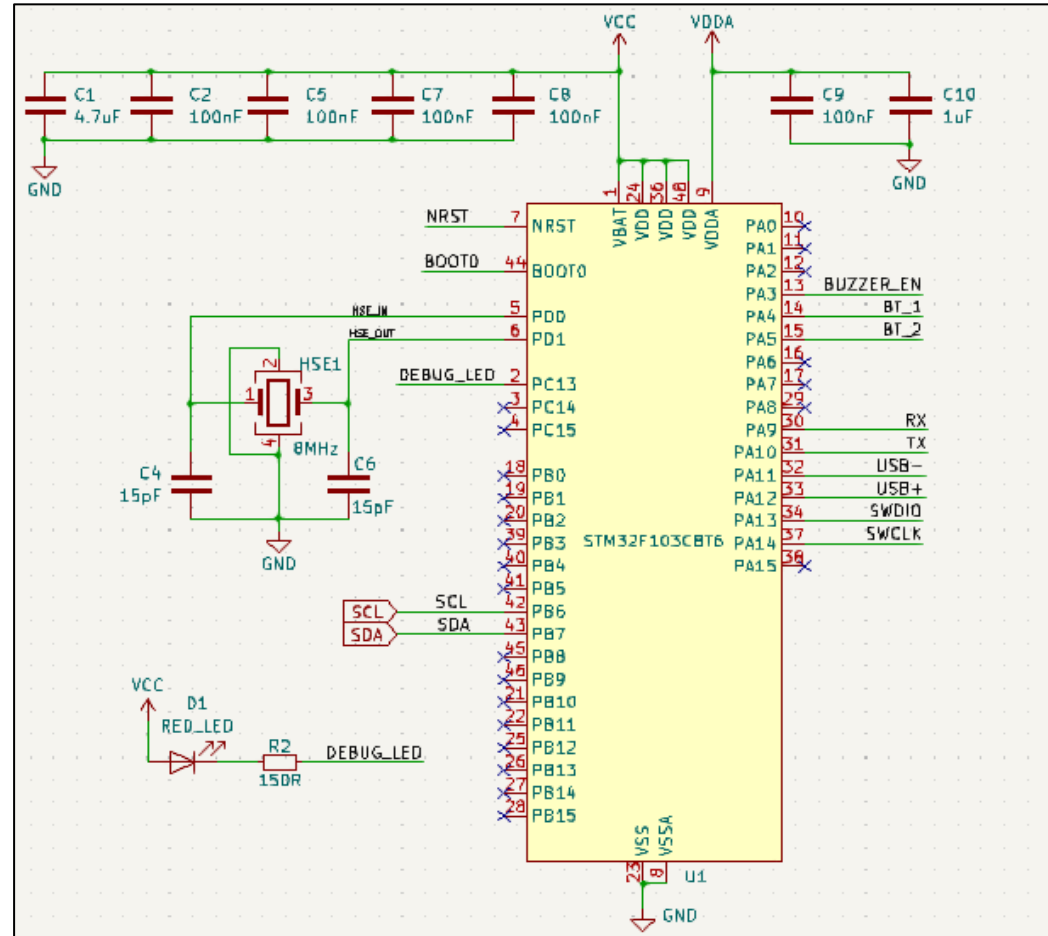 VCC
VDDA
C1
4.7uF
C2
100nF
C5
100nF
C7
100nF
C8
100nF
C9
100nF
C10
1uF
GND
GND
1
24
36
48
9
VBAT
VDD
VDD
VDD
VDDA
NRST 7 NRST
BOOT0 44 BOOT0
HSE_IN 5 PD0
HSE_OUT 6 PD1
DEBUG_LED 2 PC13
3 PC14
4 PC15
18 PB0
19 PB1
20 PB2
39 PB3
40 PB4
41 PB5
SCL SCL 42 PB6
SDA SDA 43 PB7
45 PB8
46 PB9
21 PB10
22 PB11
25 PB12
26 PB13
27 PB14
28 PB15
PA0 10
PA1 11
PA2 12
PA3 13 BUZZER_EN
PA4 14 BT_1
PA5 15 BT_2
PA6 16
PA7 17
PA8 29
PA9 30 RX
PA10 31 TX
PA11 32 USB-
PA12 33 USB+
PA13 34 SWDIO
PA14 37 SWCLK
PA15 38
STM32F103CBT6
HSE1
2
1
3
4
8MHz
C4
15pF
C6
15pF
GND
VCC
D1
RED_LED
R2
150R
DEBUG_LED
VSS
VSSA
23
8
U1
GND